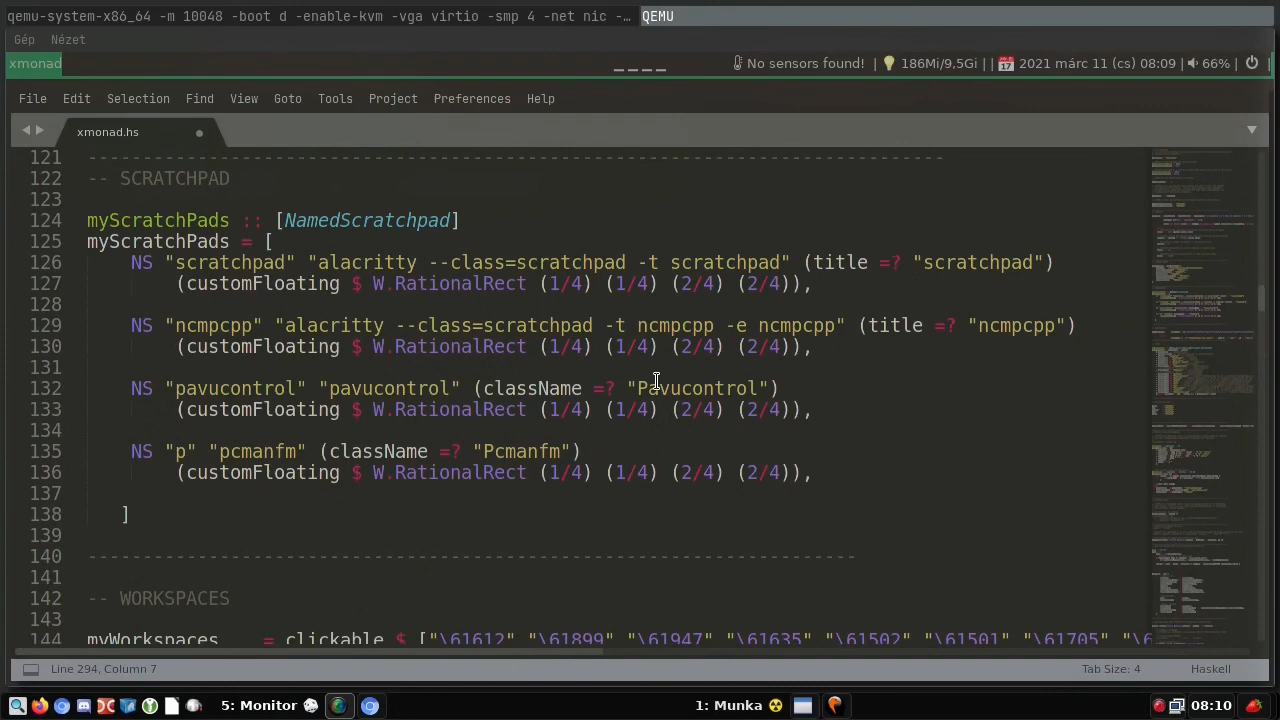 qemu-system-x86_64 -m 10048 -boot d -enable-kvm -vga virtio -smp 4 -net nic -… QEMU
Gép Nézet
xmonad ____ No sensors found! | 186Mi/9,5Gi | | 2021 márc 11 (cs) 08:09 | 66% |
File Edit Selection Find View Goto Tools Project Preferences Help
xmonad.hs
121 ------------------------------------------------------------------------------
122 -- SCRATCHPAD
123
124 myScratchPads :: [NamedScratchpad]
125 myScratchPads = [
126 NS "scratchpad" "alacritty --class=scratchpad -t scratchpad" (title =? "scratchpad")
127 (customFloating $ W.RationalRect (1/4) (1/4) (2/4) (2/4)),
128
129 NS "ncmpcpp" "alacritty --class=scratchpad -t ncmpcpp -e ncmpcpp" (title =? "ncmpcpp")
130 (customFloating $ W.RationalRect (1/4) (1/4) (2/4) (2/4)),
131
132 NS "pavucontrol" "pavucontrol" (className =? "Pavucontrol")
133 (customFloating $ W.RationalRect (1/4) (1/4) (2/4) (2/4)),
134
135 NS "p" "pcmanfm" (className =? "Pcmanfm")
136 (customFloating $ W.RationalRect (1/4) (1/4) (2/4) (2/4)),
137
138 ]
139
140 ----------------------------------------------------------------------
141
142 -- WORKSPACES
143
144 myWorkspaces = clickable $ ["\61612" "\61899" "\61947" "\61635" "\61502" "\61501" "\61705" "\6
Line 294, Column 7 Tab Size: 4 Haskell
5: Monitor 1: Munka 08:10